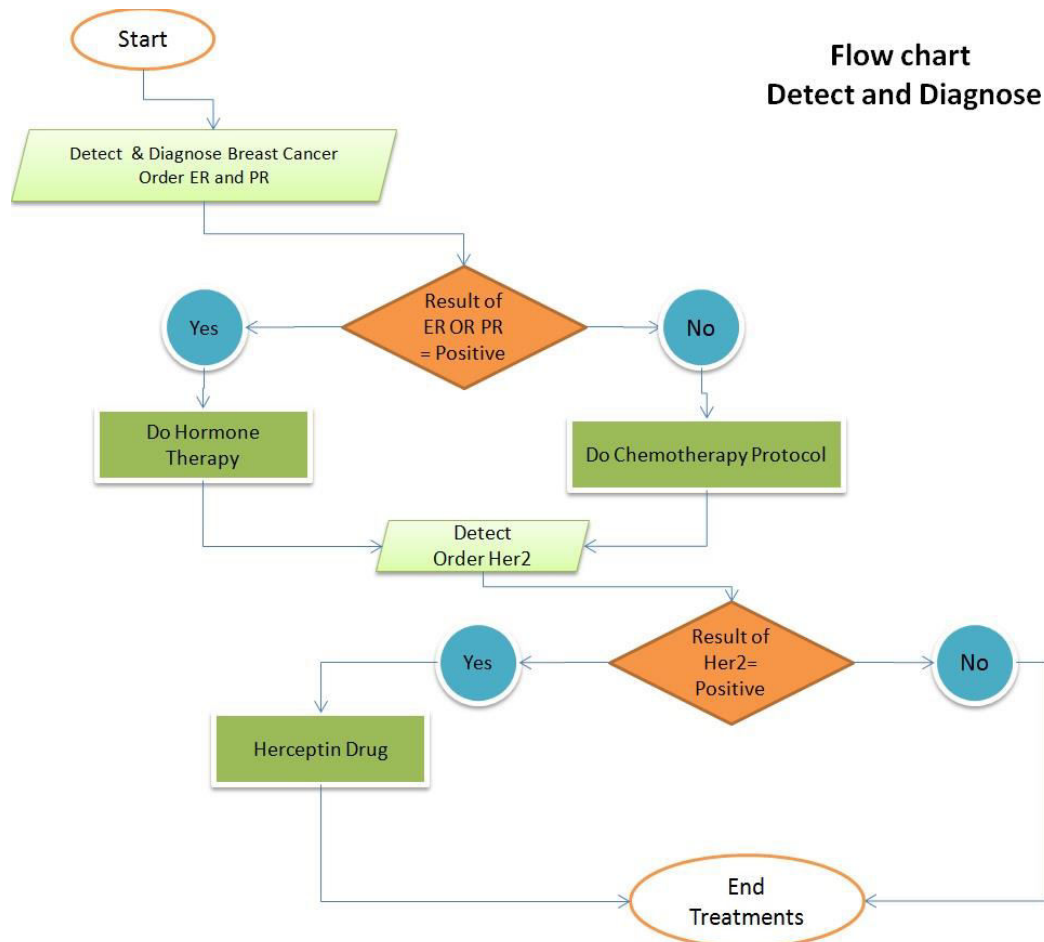 Start
Flow chart
Detect and Diagnose
Detect & Diagnose Breast Cancer
Order ER and PR
Result of
ER OR PR
= Positive
Yes
No
Do Hormone
Therapy
Do Chemotherapy Protocol
Detect
Order Her2
Result of
Her2=
Positive
Yes
No
Herceptin Drug
End
Treatments